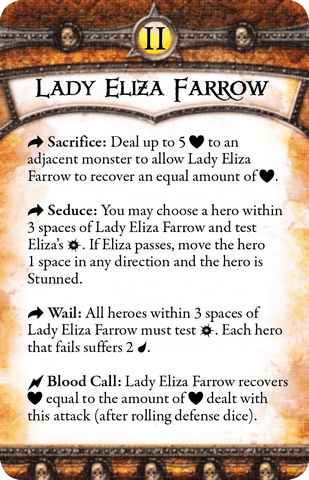 II
LADY ELIZA FARROW
Sacrifice: Deal up to 5 ♥ to an
adjacent monster to allow Lady Eliza
Farrow to recover an equal amount of ♥.
Seduce: You may choose a hero within
3 spaces of Lady Eliza Farrow and test
Eliza's . If Eliza passes, move the hero
1 space in any direction and the hero is
Stunned.
Wail: All heroes within 3 spaces of
Lady Eliza Farrow must test . Each hero
that fails suffers 2 .
Blood Call: Lady Eliza Farrow recovers
♥ equal to the amount of ♥ dealt with
this attack (after rolling defense dice).